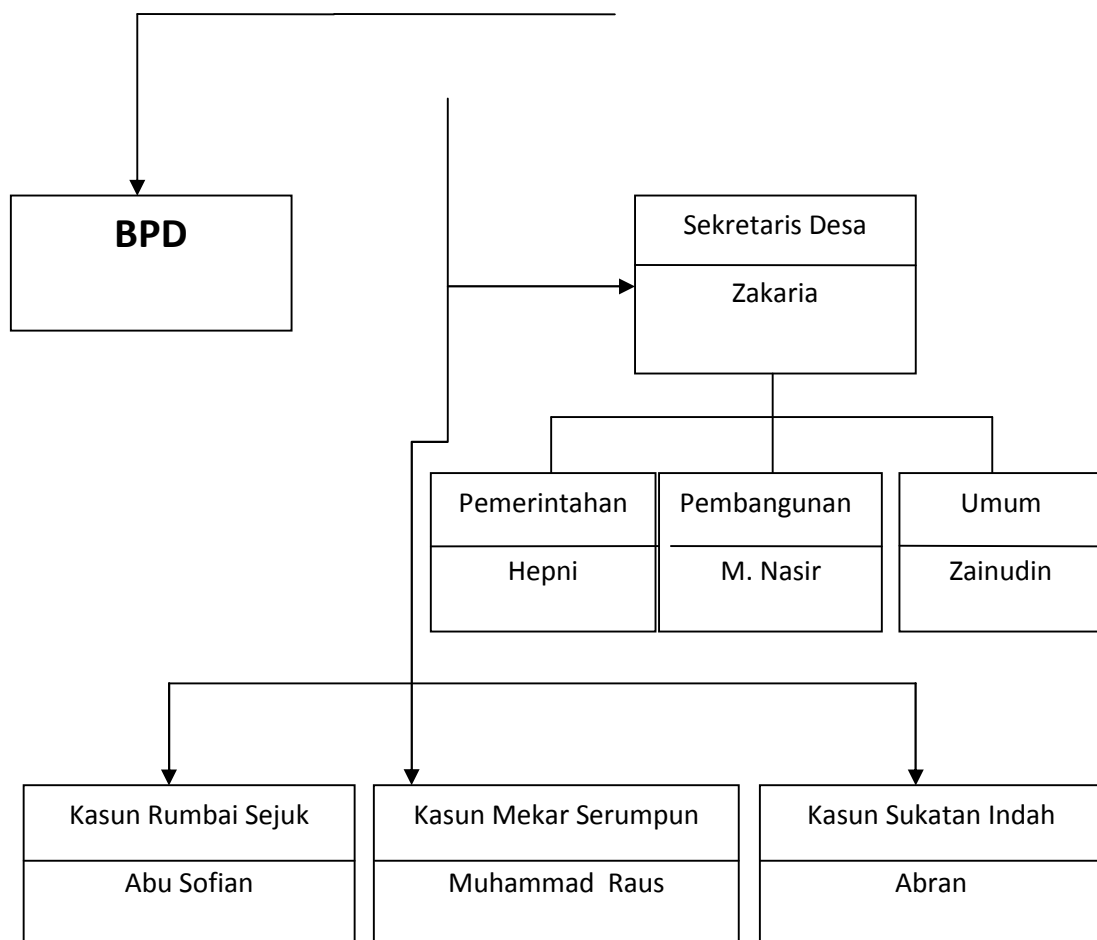 BPD
Sekretaris Desa
Zakaria
Pemerintahan
Hepni
Pembangunan
M. Nasir
Umum
Zainudin
Kasun Rumbai Sejuk
Abu Sofian
Kasun Mekar Serumpun
Muhammad  Raus
Kasun Sukatan Indah
Abran